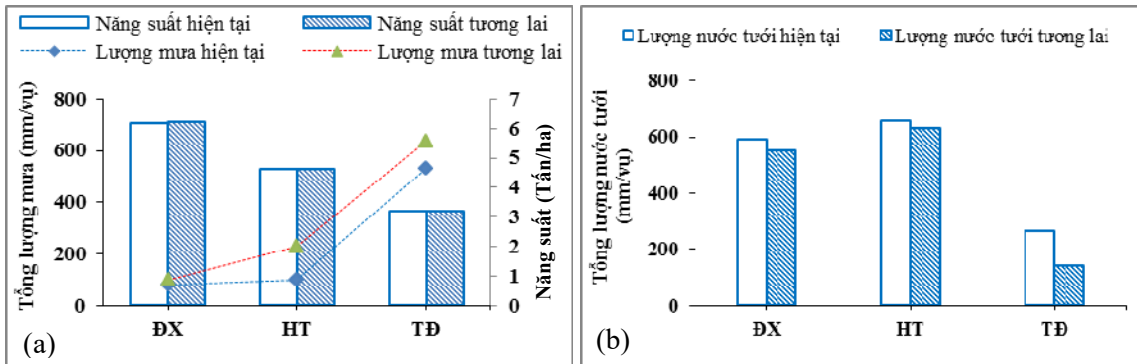 Năng suất hiện tại
Năng suất tương lai
Lượng mưa hiện tại
Lượng mưa tương lai
Tổng lượng mưa (mm/vụ)
800
600
400
200
0
7
6
5
4
3
2
1
0
Năng suất (Tấn/ha)
ĐX HT TĐ
(a)
Lượng nước tưới hiện tại
Lượng nước tưới tương lai
Tổng lượng nước tưới
(mm/vụ)
800
600
400
200
0
ĐX HT TĐ
(b)